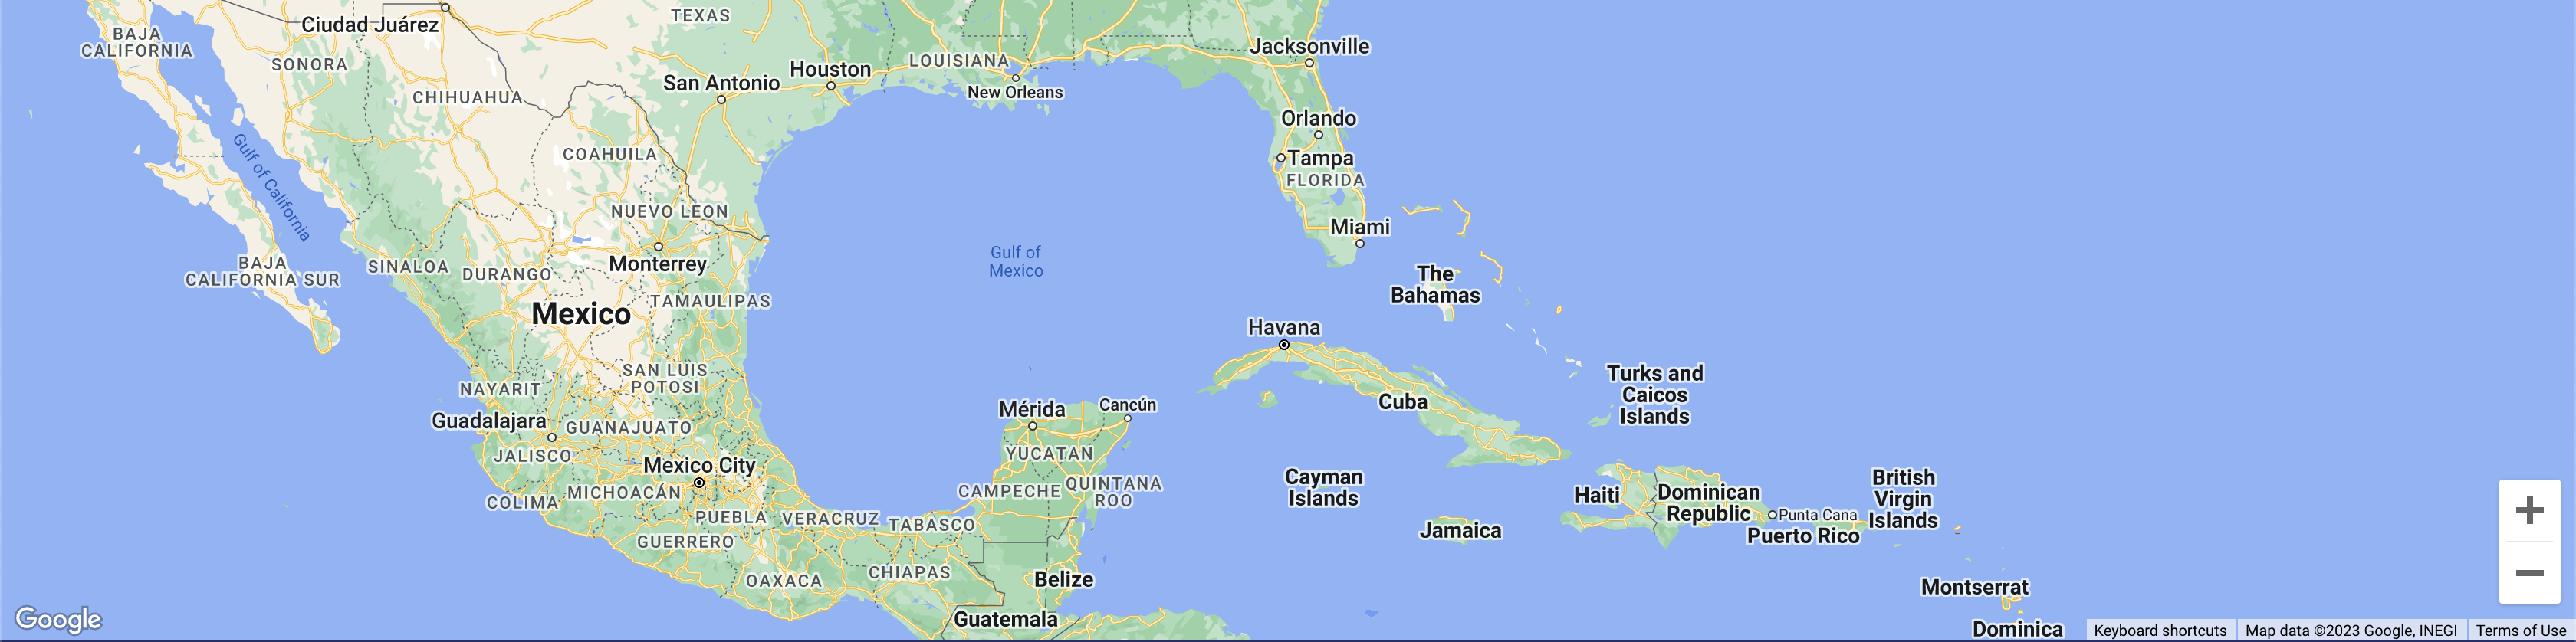 Ciudad Juárez
TEXAS
BAJA
CALIFORNIA
SONORA
CHIHUAHUA
San Antonio
Houston
LOUISIANA
New Orleans
Jacksonville
Orlando
Tampa
FLORIDA
Miami
Gulf of California
COAHUILA
NUEVO LEON
Monterrey
BAJA
CALIFORNIA SUR
SINALOA
DURANGO
Mexico
TAMAULIPAS
Gulf of
Mexico
The
Bahamas
Havana
Cuba
Turks and
Caicos
Islands
NAYARIT
SAN LUIS
POTOSI
Guadalajara
GUANAJUATO
JALISCO
Mexico City
COLIMA
MICHOACÁN
PUEBLA
VERACRUZ
TABASCO
GUERRERO
OAXACA
CHIAPAS
Mérida
Cancún
YUCATAN
CAMPECHE
QUINTANA
ROO
Belize
Guatemala
Cayman
Islands
Jamaica
Haiti
Dominican
Republic
Punta Cana
Puerto Rico
British
Virgin
Islands
Montserrat
Dominica
Google
Keyboard shortcuts
Map data ©2023 Google, INEGI
Terms of Use